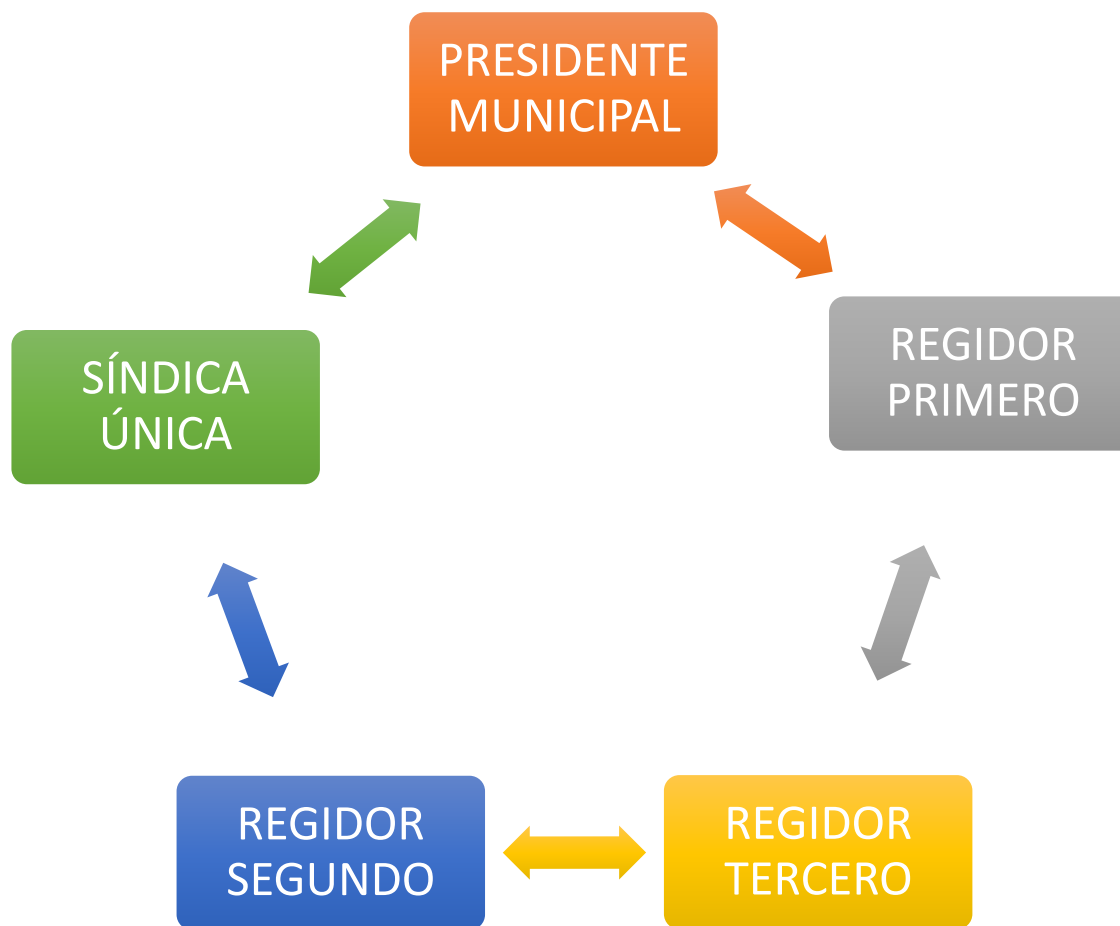 PRESIDENTE
MUNICIPAL
REGIDOR
PRIMERO
SÍNDICA
ÚNICA
REGIDOR
SEGUNDO
REGIDOR
TERCERO